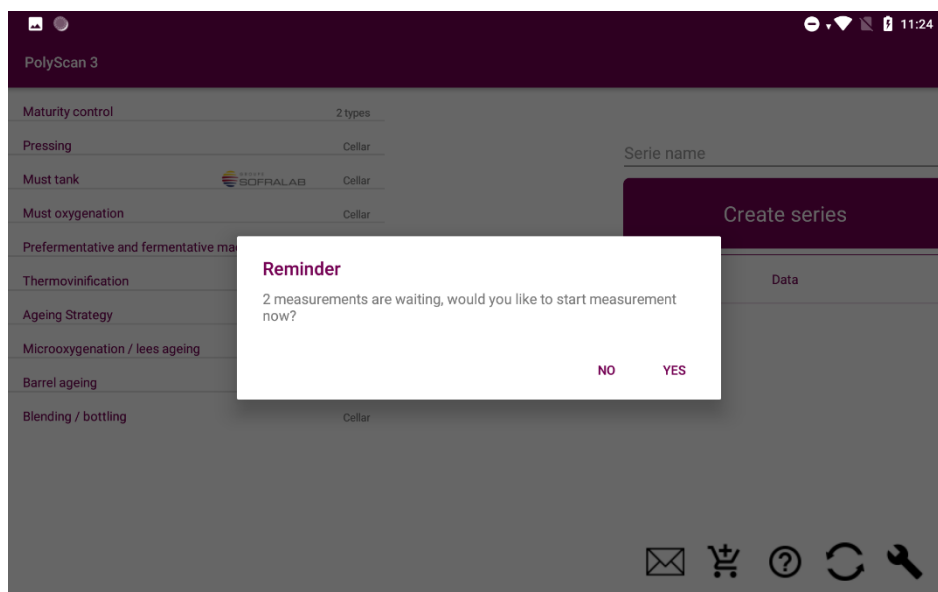 11:24
PolyScan 3
Maturity control 2 types
Pressing Cellar
Must tank GROUPE SOFRALAB Cellar
Must oxygenation Cellar
Prefermentative and fermentative ma
Thermovinification
Ageing Strategy
Microoxygenation / lees ageing
Barrel ageing
Blending / bottling Cellar
Serie name
Create series
Data
Reminder
2 measurements are waiting, would you like to start measurement
now?
NO YES